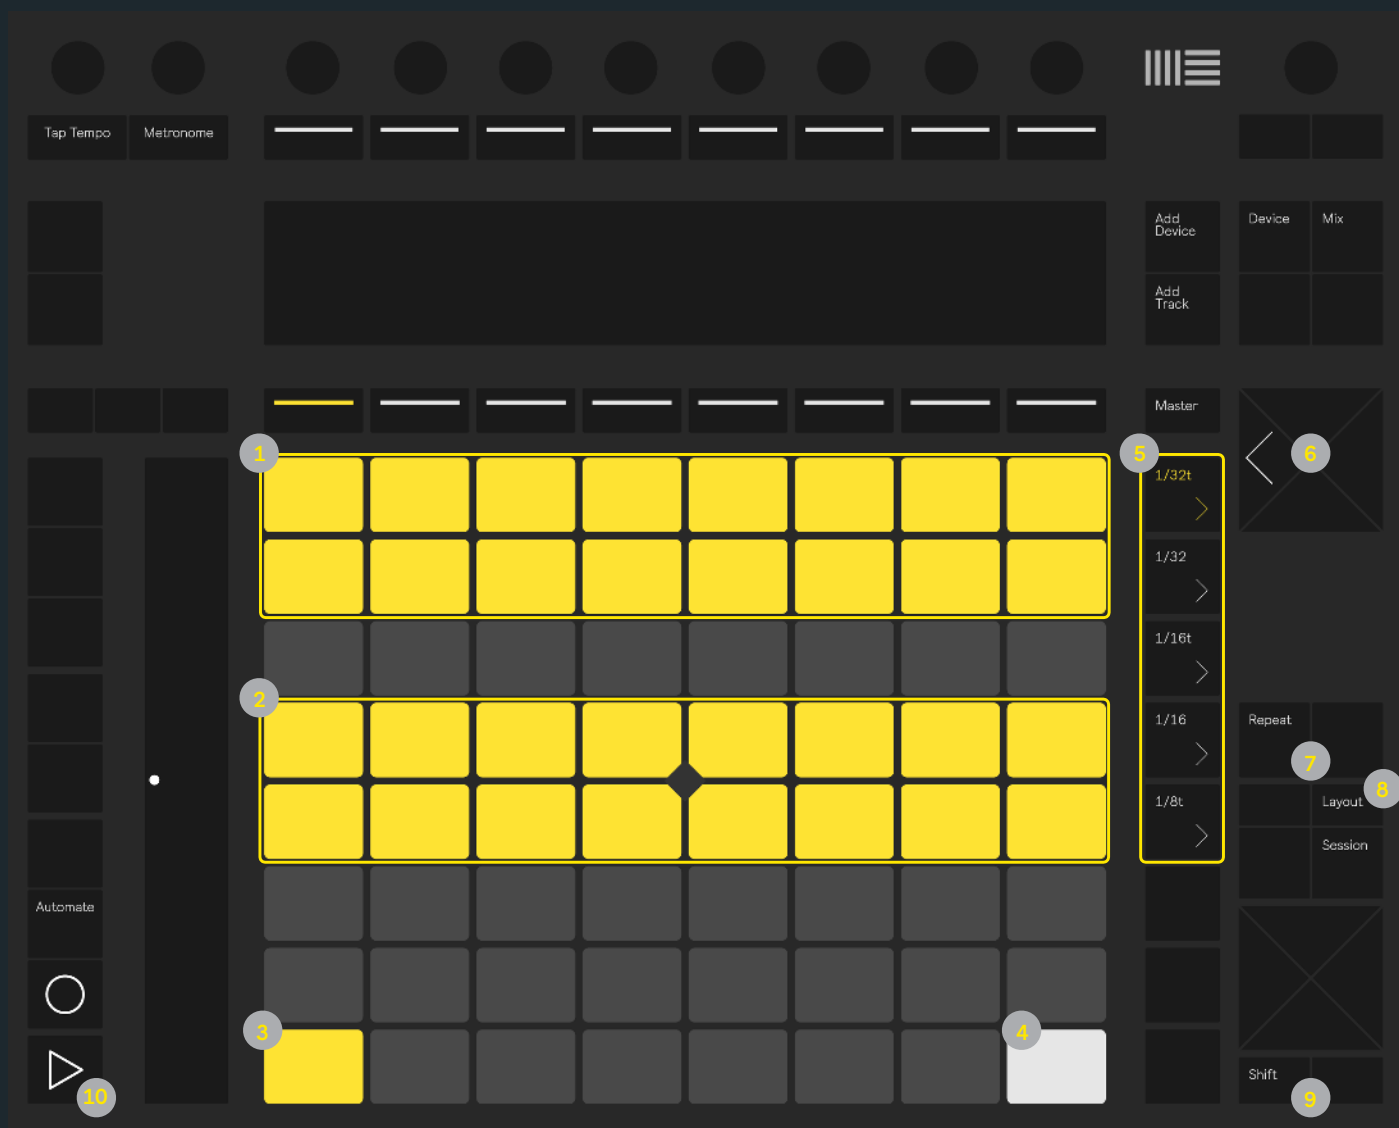 Tap Tempo
Metronome
Add
Device
Device
Mix
Add
Track
Master
1
5
6
1/32t
1/32
1/16t
2
1/16
Repeat
7
8
1/8t
Layout
Session
Automate
3
4
Shift
10
9